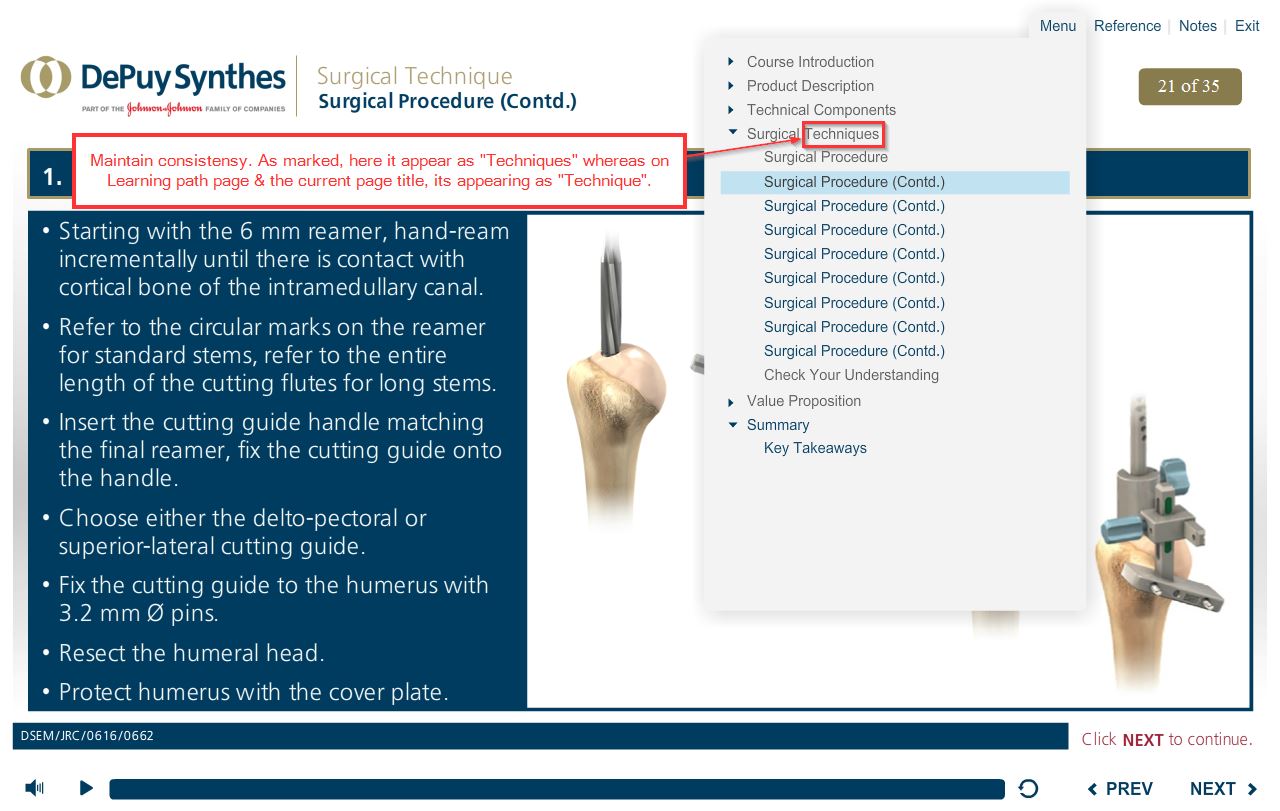 Menu Reference Notes Exit
DePuy Synthes
PART OF THE Johnson & Johnson FAMILY OF COMPANIES
Surgical Technique
Surgical Procedure (Contd.)
21 of 35
1.
Maintain consistensy. As marked, here it appear as "Techniques" whereas on
Learning path page & the current page title, its appearing as "Technique".
Course Introduction
Product Description
Technical Components
Surgical Techniques
Surgical Procedure
Surgical Procedure (Contd.)
Surgical Procedure (Contd.)
Surgical Procedure (Contd.)
Surgical Procedure (Contd.)
Surgical Procedure (Contd.)
Surgical Procedure (Contd.)
Surgical Procedure (Contd.)
Surgical Procedure (Contd.)
Check Your Understanding
Value Proposition
Summary
Key Takeaways
• Starting with the 6 mm reamer, hand-ream
incrementally until there is contact with
cortical bone of the intramedullary canal.
• Refer to the circular marks on the reamer
for standard stems, refer to the entire
length of the cutting flutes for long stems.
• Insert the cutting guide handle matching
the final reamer, fix the cutting guide onto
the handle.
• Choose either the delto-pectoral or
superior-lateral cutting guide.
• Fix the cutting guide to the humerus with
3.2 mm Ø pins.
• Resect the humeral head.
• Protect humerus with the cover plate.
DSEM/JRC/0616/0662
Click NEXT to continue.
PREV NEXT